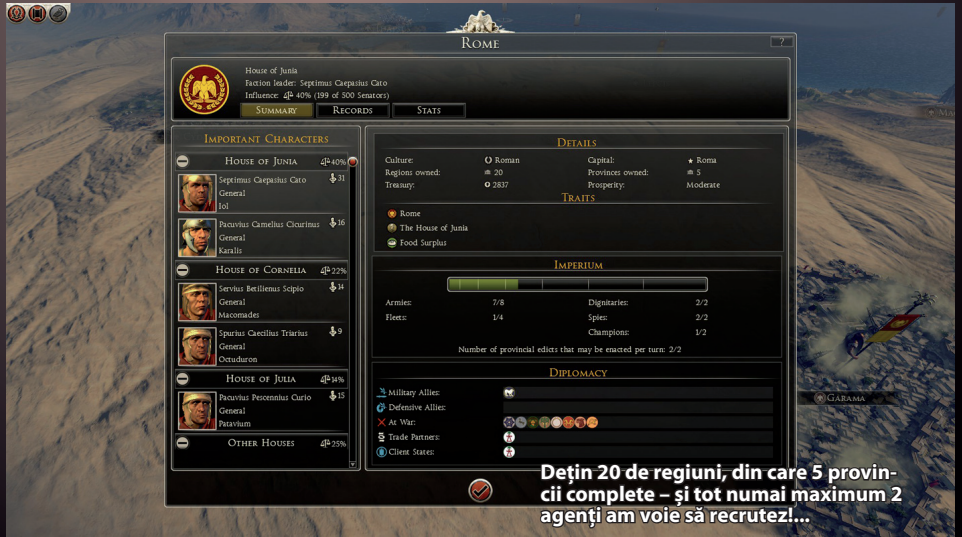 Rome
?
House of Junia
Faction leader: Septimus Caepasius Cato
Influence: 40% (199 of 300 Senators)
Summary
Records
Stats
Important Characters
House of Junia 40%
Septimus Caepasius Cato 31
General
Iol
Pacuvius Camelius Cicurinus 16
General
Karalis
House of Cornelia 22%
Servius Betilienus Scipio 14
General
Macomades
Spurius Caecilius Triarius 9
General
Octuduron
House of Julia 14%
Pacuvius Pescennius Curio 15
General
Patavium
Other Houses 25%
Details
Culture: Roman Capital: Roma
Regions owned: 20 Provinces owned: 5
Treasury: 2837 Prosperity: Moderate
Traits
Rome
The House of Junia
Food Surplus
Imperium
Armies: 7/8 Dignitaries: 2/2
Fleets: 1/4 Spies: 2/2
Champions: 1/2
Number of provincial edicts that may be enacted per turn: 2/2
Diplomacy
Military Allies:
Defensive Allies:
At War:
Trade Partners:
Client States:
Garama
Dețin 20 de regiuni, din care 5 provin-
cii complete – și tot numai maximum 2
agenți am voie să recrutez!...